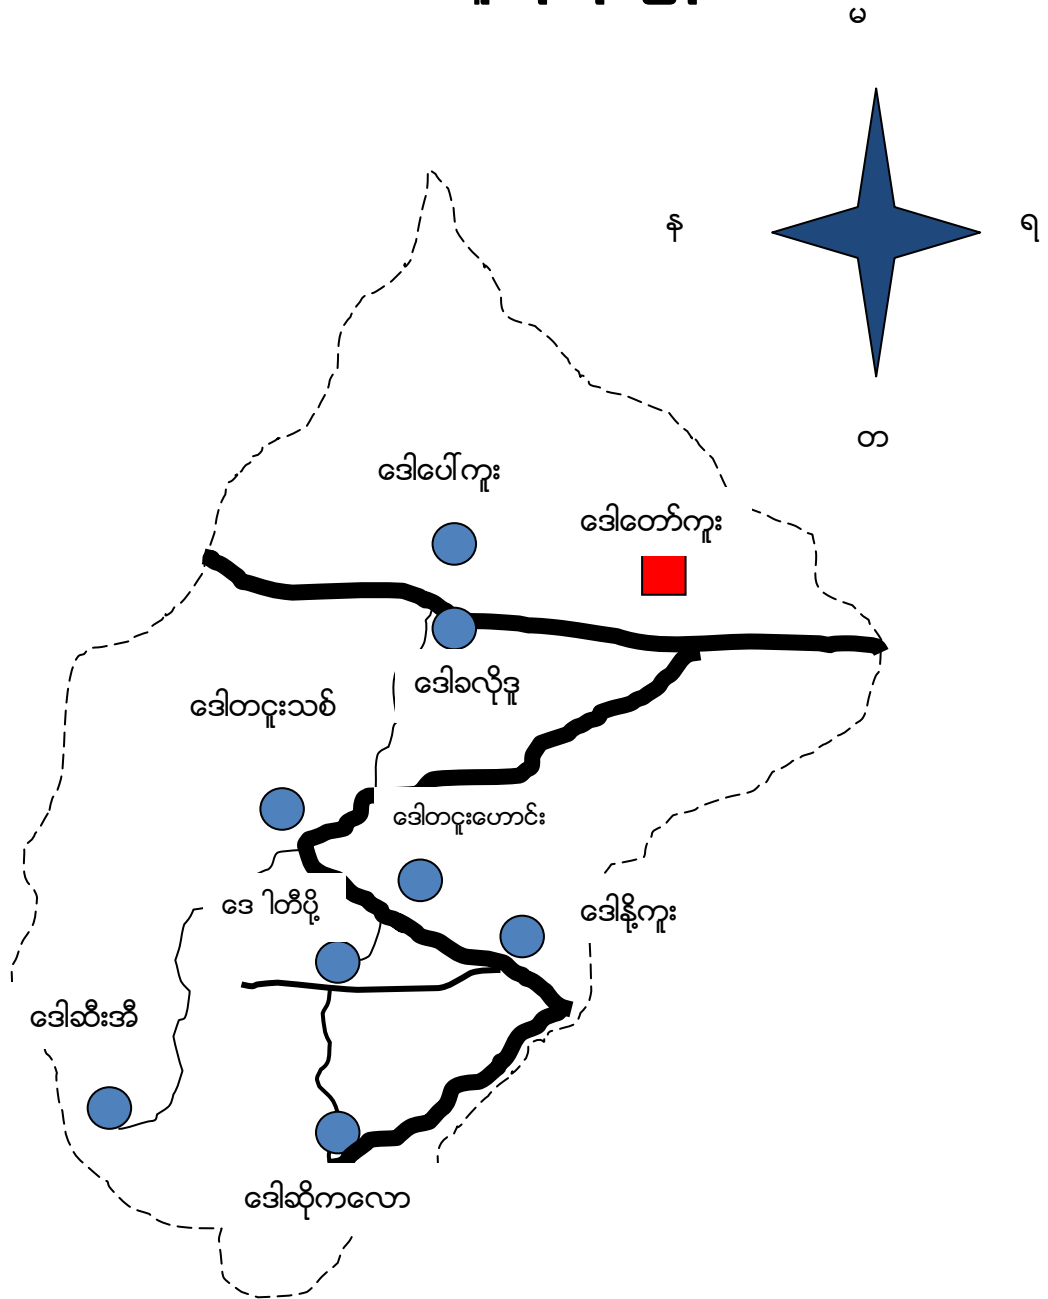 မ
န
ရ
တ
ဒေါပေါ်ကူး
ဒေါတော်ကူး
ဒေါခလိုဒူ
ဒေါတငူးသစ်
ဒေါတငူးဟောင်း
ဒေ ါတီပို့
ဒေါနို့ကူး
ဒေါဆီးအီ
ဒေါဆိုကလော